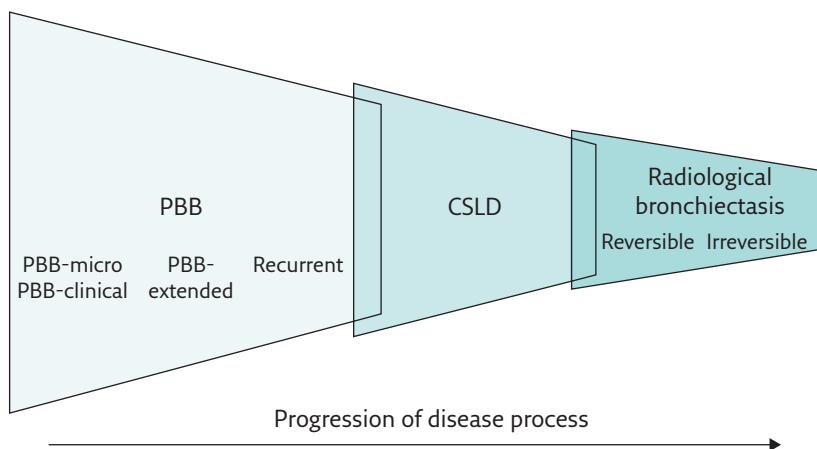 PBB
PBB-micro
PBB-clinical
PBB-
extended
Recurrent
CSLD
Radiological
bronchiectasis
Reversible Irreversible
Progression of disease process